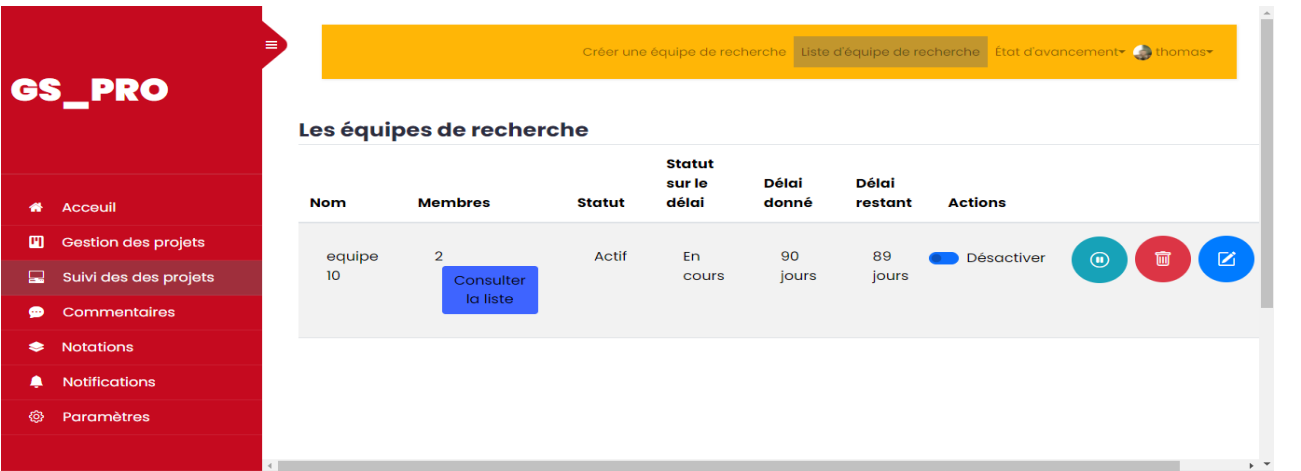 GS_PRO
Acceuil
Gestion des projets
Suivi des des projets
Commentaires
Notations
Notifications
Paramètres
Créer une équipe de recherche Liste d'équipe de recherche État d'avancement thomas
Les équipes de recherche
Statut
sur le Délai Délai
Nom Membres Statut délai donné restant Actions
equipe 2 Actif En 90 89 Désactiver
10 cours jours jours
Consulter
la liste